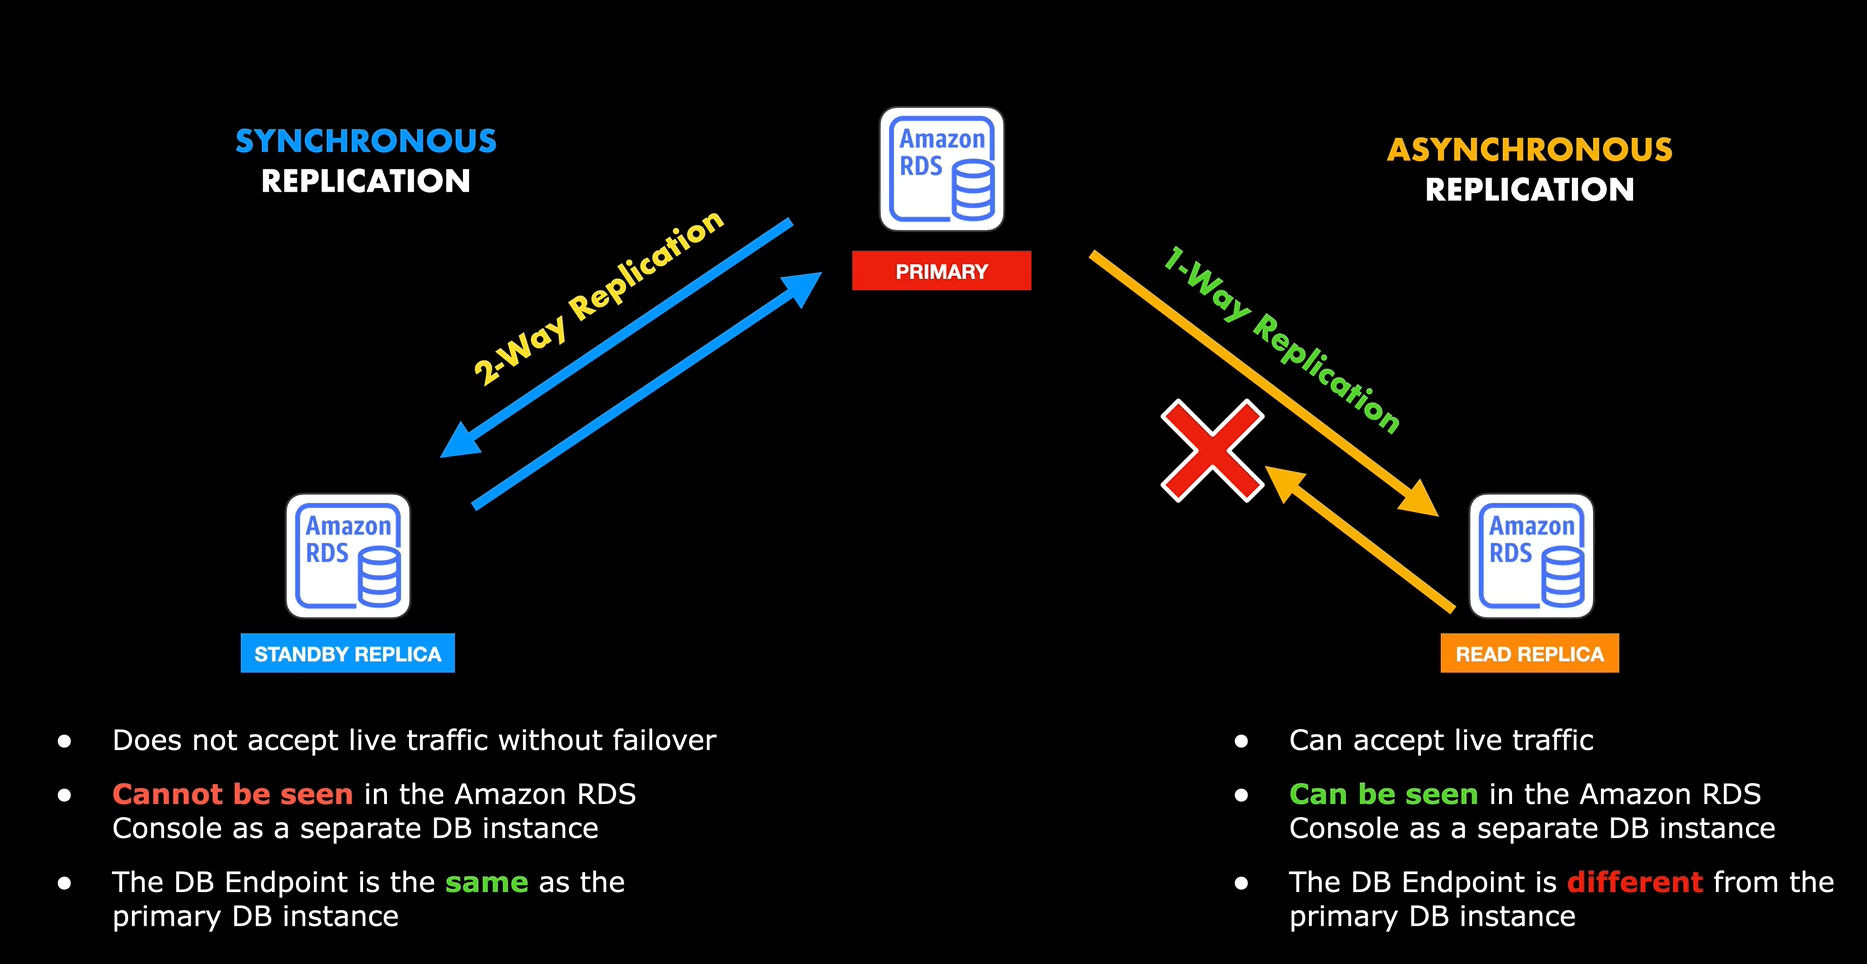 SYNCHRONOUS
REPLICATION
Amazon
RDS
PRIMARY
ASYNCHRONOUS
REPLICATION
2-Way Replication
1-Way Replication
Amazon
RDS
STANDBY REPLICA
Amazon
RDS
READ REPLICA
● Does not accept live traffic without failover
● Cannot be seen in the Amazon RDS
Console as a separate DB instance
● The DB Endpoint is the same as the
primary DB instance
● Can accept live traffic
● Can be seen in the Amazon RDS
Console as a separate DB instance
● The DB Endpoint is different from the
primary DB instance